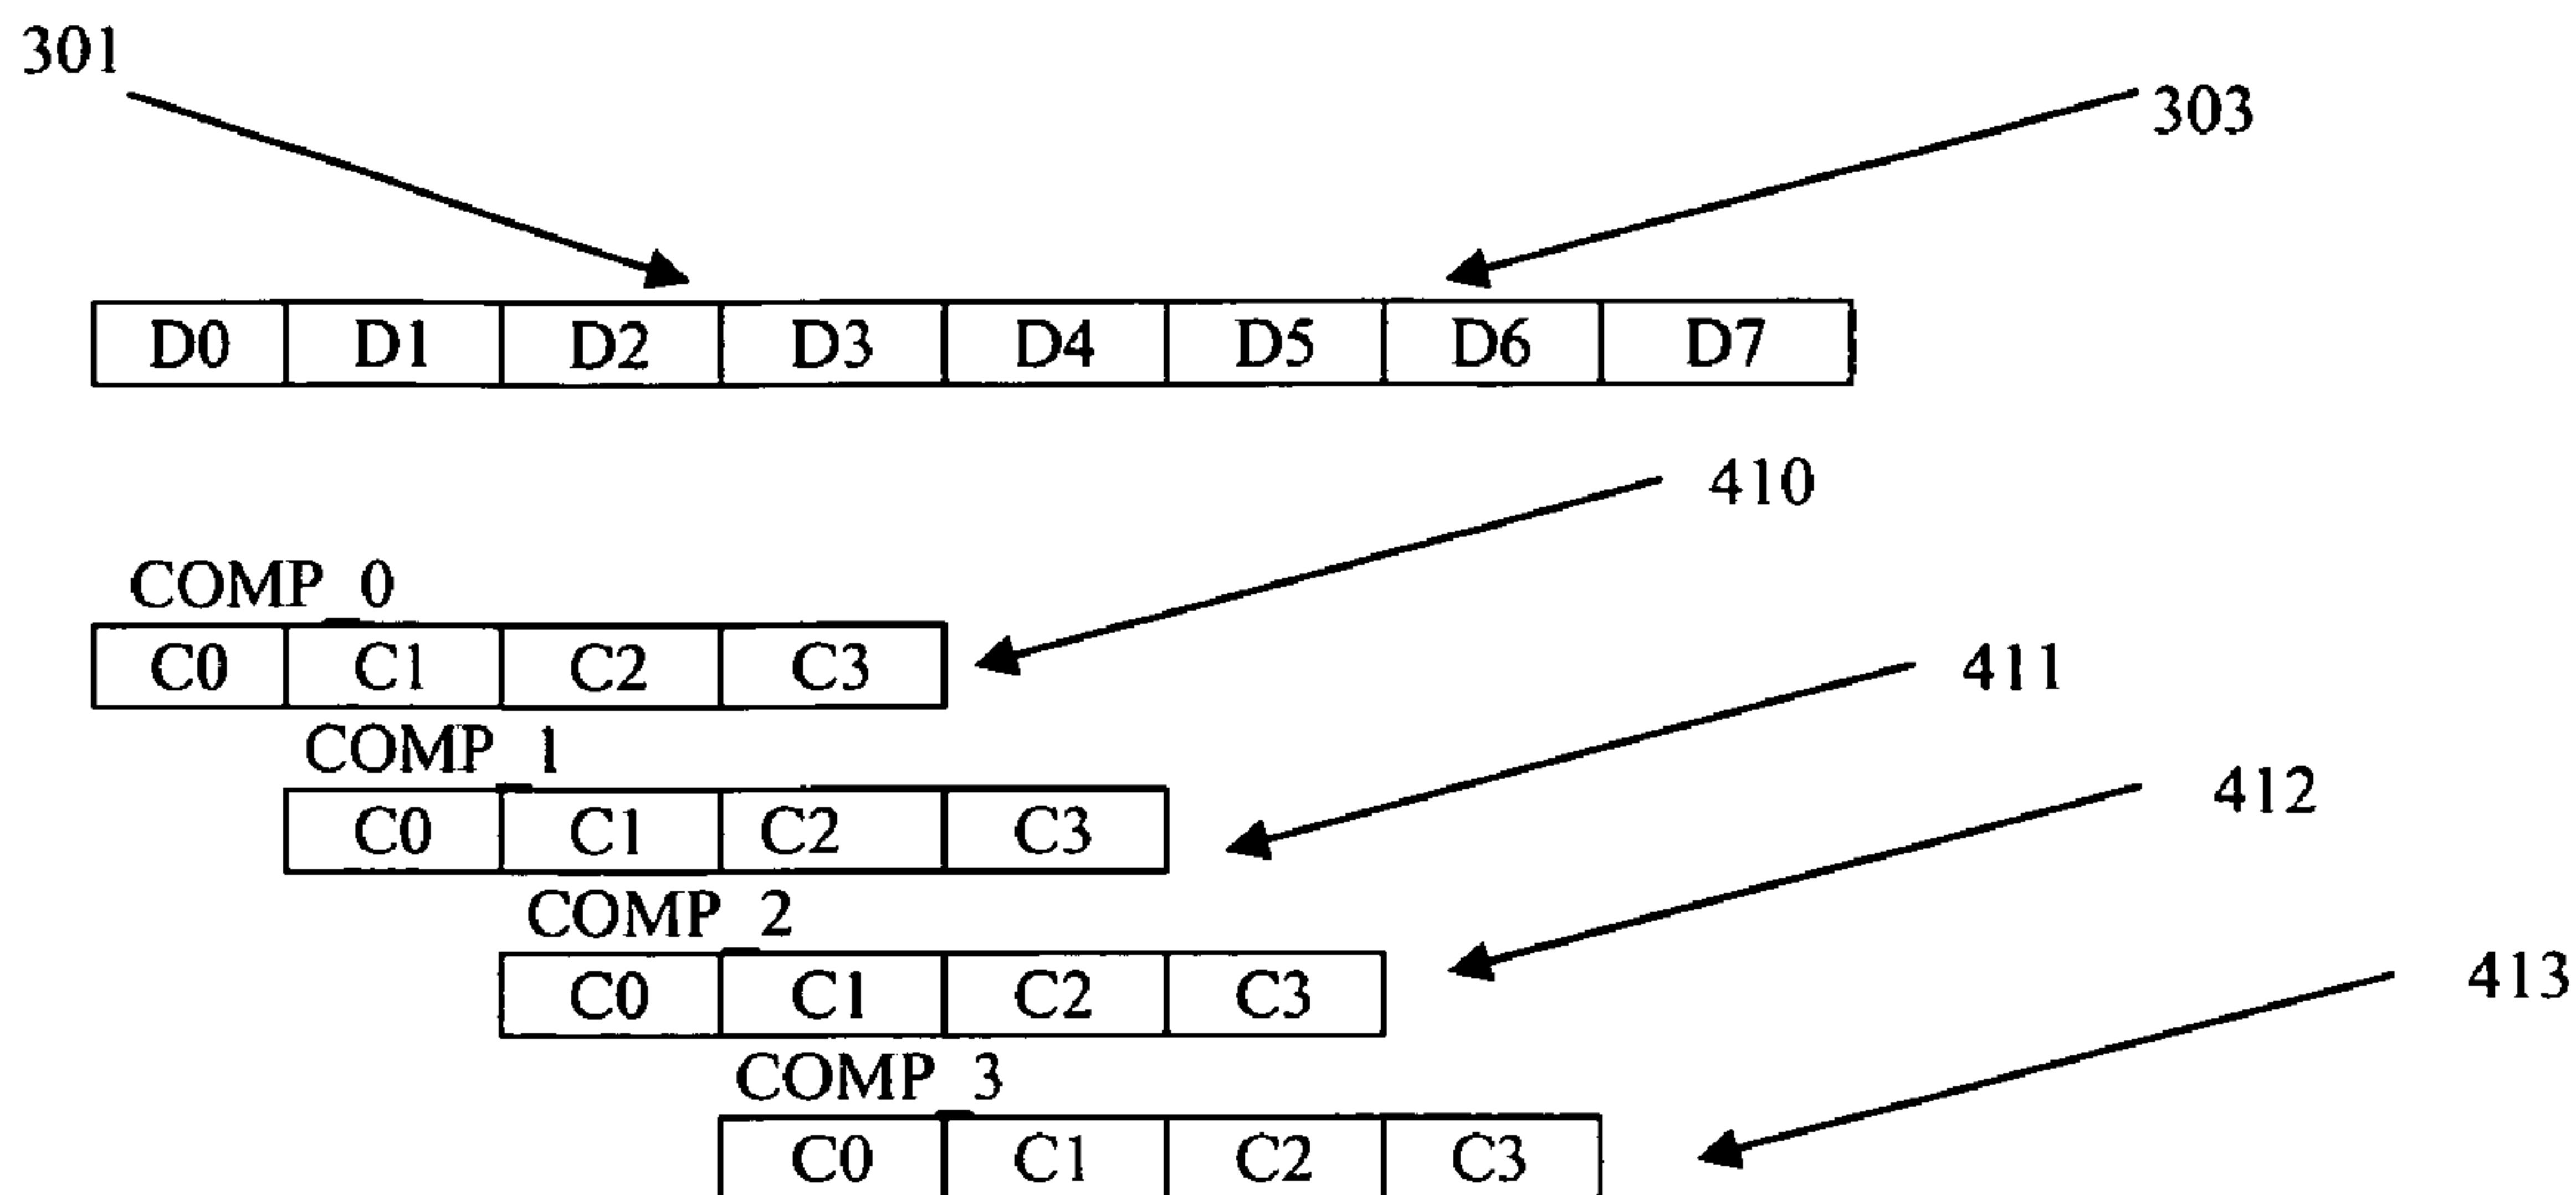 301
303
D0 D1 D2 D3 D4 D5 D6 D7
410
COMP_0
C0 C1 C2 C3
411
COMP_1
C0 C1 C2 C3
412
COMP_2
C0 C1 C2 C3
413
COMP_3
C0 C1 C2 C3